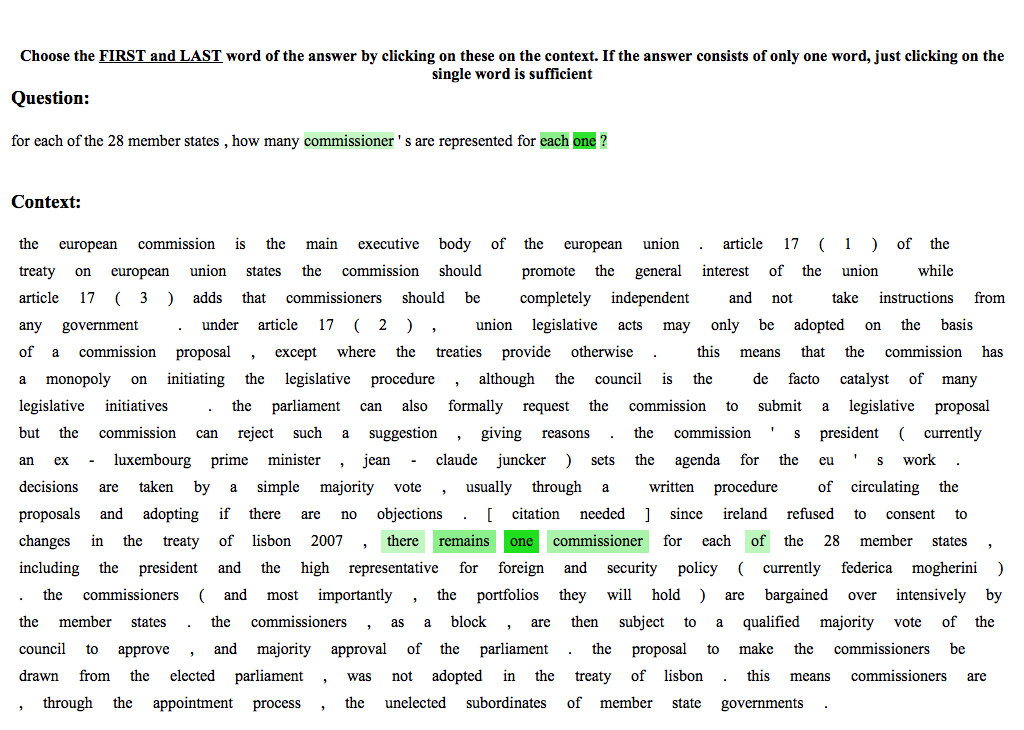 Choose the FIRST and LAST word of the answer by clicking on these on the context. If the answer consists of only one word, just clicking on the
single word is sufficient
Question:
for each of the 28 member states , how many commissioner ' s are represented for each one ?
Context:
the european commission is the main executive body of the european union . article 17 ( 1 ) of the
treaty on european union states the commission should promote the general interest of the union while
article 17 ( 3 ) adds that commissioners should be completely independent and not take instructions from
any government . under article 17 ( 2 ) , union legislative acts may only be adopted on the basis
of a commission proposal , except where the treaties provide otherwise . this means that the commission has
a monopoly on initiating the legislative procedure , although the council is the de facto catalyst of many
legislative initiatives . the parliament can also formally request the commission to submit a legislative proposal
but the commission can reject such a suggestion , giving reasons . the commission ' s president ( currently
an ex - luxembourg prime minister , jean - claude juncker ) sets the agenda for the eu ' s work .
decisions are taken by a simple majority vote , usually through a written procedure of circulating the
proposals and adopting if there are no objections . [ citation needed ] since ireland refused to consent to
changes in the treaty of lisbon 2007 , there remains one commissioner for each of the 28 member states ,
including the president and the high representative for foreign and security policy ( currently federica mogherini )
. the commissioners ( and most importantly , the portfolios they will hold ) are bargained over intensively by
the member states . the commissioners , as a block , are then subject to a qualified majority vote of the
council to approve , and majority approval of the parliament . the proposal to make the commissioners be
drawn from the elected parliament , was not adopted in the treaty of lisbon . this means commissioners are
, through the appointment process , the unelected subordinates of member state governments .